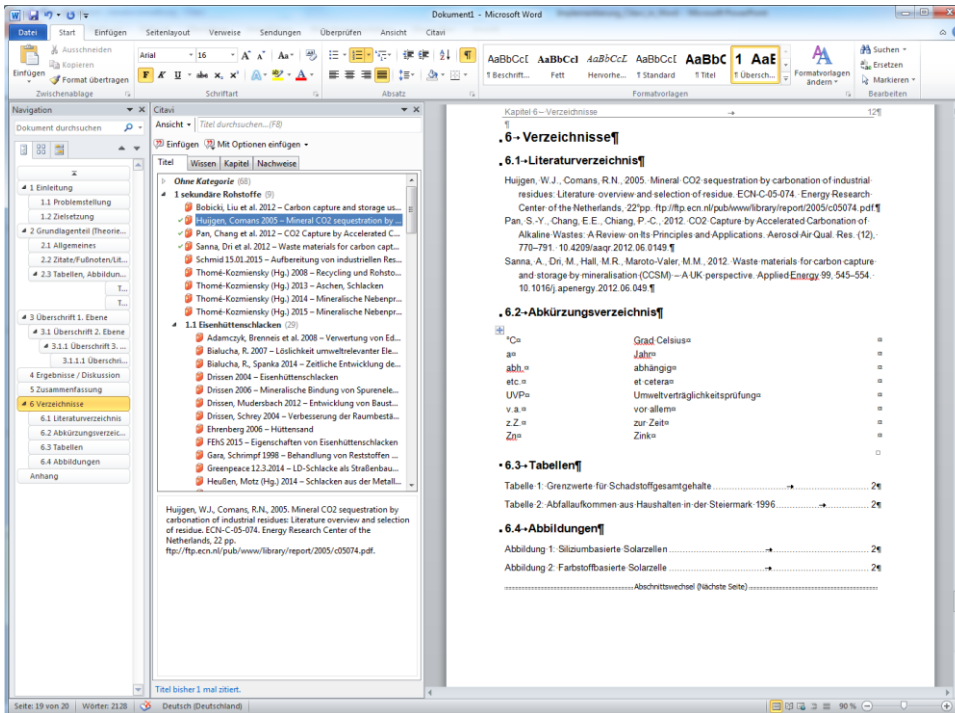 Dokument1 - Microsoft Word
Datei Start Einfügen Seitenlayout Verweise Sendungen Überprüfen Ansicht Citavi
Einfügen
Ausschneiden
Kopieren
Format übertragen
Zwischenablage
Arial 16
F K U abc x₂ x²
Schriftart
Absatz
AaBbCcI AaBbCcI AaBbCcL AaBbCcI AaBbC 1 AaE
¶ Beschrift... Fett Hervorhe... ¶ Standard ¶ Titel ¶ Übersch...
Formatvorlagen ändern
Formatvorlagen
Suchen
Ersetzen
Markieren
Bearbeiten
Navigation
Dokument durchsuchen
1 Einleitung
1.1 Problemstellung
1.2 Zielsetzung
2 Grundlagenteil (Theorie...
2.1 Allgemeines
2.2 Zitate/Fußnoten/Lit...
2.3 Tabellen, Abbildun...
T...
T...
3 Überschrift 1. Ebene
3.1 Überschrift 2. Ebene
3.1.1 Überschrift 3. ...
3.1.1.1 Überschri...
4 Ergebnisse / Diskussion
5 Zusammenfassung
6 Verzeichnisse
6.1 Literaturverzeichnis
6.2 Abkürzungsverzeic...
6.3 Tabellen
6.4 Abbildungen
Anhang
Citavi
Ansicht Titel durchsuchen...(F8)
Einfügen Mit Optionen einfügen
Titel Wissen Kapitel Nachweise
Ohne Kategorie (68)
1 sekundäre Rohstoffe (9)
Bobicki, Liu et al. 2012 – Carbon capture and storage us...
Huijgen, Comans 2005 – Mineral CO2 sequestration by ...
Pan, Chang et al. 2012 – CO2 Capture by Accelerated C...
Sanna, Dri et al. 2012 – Waste materials for carbon capt...
Schmid 15.01.2015 – Aufbereitung von industriellen Res...
Thomé-Kozmiensky (Hg.) 2008 – Recycling und Rohsto...
Thomé-Kozmiensky (Hg.) 2013 – Aschen, Schlacken
Thomé-Kozmiensky (Hg.) 2014 – Mineralische Nebenpr...
Thomé-Kozmiensky (Hg.) 2015 – Mineralische Nebenpr...
1.1 Eisenhüttenschlacken (29)
Adamczyk, Brenneis et al. 2008 – Verwertung von Ed...
Bialucha, R. 2007 – Löslichkeit umweltrelevanter Ele...
Bialucha, R., Spanka 2014 – Zeitliche Entwicklung de...
Drissen 2004 – Eisenhüttenschlacken
Drissen 2006 – Mineralische Bindung von Spurenele...
Drissen, Mudersbach 2012 – Entwicklung von Baust...
Drissen, Schrey 2004 – Verbesserung der Raumbestä...
Ehrenberg 2006 – Hüttensand
FEhS 2015 – Eigenschaften von Eisenhüttenschlacken
Gara, Schrimpf 1998 – Behandlung von Reststoffen ...
Greenpeace 12.3.2014 – LD-Schlacke als Straßenbau...
Heußen, Motz (Hg.) 2014 – Schlacken aus der Metall...
Huijgen, W.J., Comans, R.N., 2005. Mineral CO2 sequestration by
carbonation of industrial residues: Literature overview and selection
of residue. ECN-C-05-074. Energy Research Center of the
Netherlands, 22 pp.
ftp://ftp.ecn.nl/pub/www/library/report/2005/c05074.pdf.
Titel bisher 1 mal zitiert.
Kapitel 6 – Verzeichnisse → 12¶
¶
6→Verzeichnisse¶
6.1→Literaturverzeichnis¶
Huijgen, W.J., Comans, R.N., 2005. Mineral CO2 sequestration by carbonation of industrial
residues: Literature overview and selection of residue. ECN-C-05-074. Energy Research
Center of the Netherlands, 22°pp. ftp://ftp.ecn.nl/pub/www/library/report/2005/c05074.pdf.¶
Pan, S.-Y., Chang, E.E., Chiang, P.-C., 2012. CO2 Capture by Accelerated Carbonation of
Alkaline Wastes: A Review on Its Principles and Applications. Aerosol Air Qual. Res. (12),
770–791. 10.4209/aaqr.2012.06.0149.¶
Sanna, A., Dri, M., Hall, M.R., Maroto-Valer, M.M., 2012. Waste materials for carbon capture
and storage by mineralisation (CCSM) – A UK perspective. Applied Energy 99, 545–554.
10.1016/j.apenergy.2012.06.049.¶
6.2→Abkürzungsverzeichnis¶
°C¤ Grad Celsius¤ ¤
a¤ Jahr¤ ¤
abh.¤ abhängig¤ ¤
etc.¤ et cetera¤ ¤
UVP¤ Umweltverträglichkeitsprüfung¤ ¤
v.a.¤ vor allem¤ ¤
z.Z.¤ zur Zeit¤ ¤
Zn¤ Zink¤ ¤
6.3→Tabellen¶
Tabelle 1: Grenzwerte für Schadstoffgesamtgehalte → 2¶
Tabelle 2: Abfallaufkommen aus Haushalten in der Steiermark 1996 → 2¶
6.4→Abbildungen¶
Abbildung 1: Siliziumbasierte Solarzellen → 2¶
Abbildung 2: Farbstoffbasierte Solarzelle → 2¶
Abschnittswechsel (Nächste Seite)
Seite: 19 von 20 Wörter: 2128 Deutsch (Deutschland) 90 %